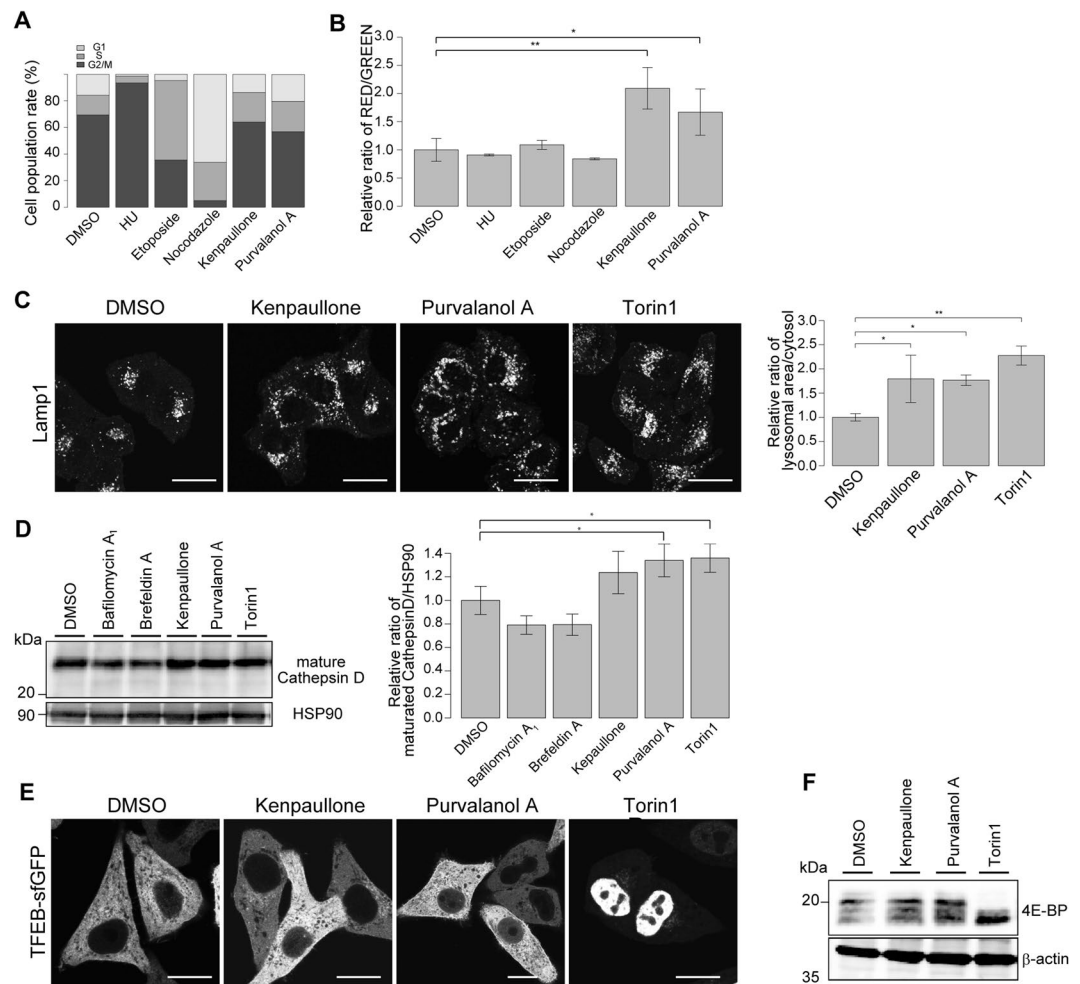 A
G1
S
G2/M
Cell population rate (%)
80
60
40
20
0
DMSO
HU
Etoposide
Nocodazole
Kenpaullone
Purvalanol A
B
Relative ratio of RED/GREEN
3.0
2.5
2.0
1.5
1.0
0.5
0.0
*
**
DMSO
HU
Etoposide
Nocodazole
Kenpaullone
Purvalanol A
C
DMSO
Kenpaullone
Purvalanol A
Torin1
Lamp1
Relative ratio of
lysosomal area/cytosol
3.0
2.5
2.0
1.5
1.0
0.5
0.0
**
*
*
DMSO
Kenpaullone
Purvalanol A
Torin1
D
DMSO
Bafilomycin A1
Brefeldin A
Kenpaullone
Purvalanol A
Torin1
kDa
mature
Cathepsin D
20
90
HSP90
Relative ratio of
maturated CathepsinD/HSP90
1.4
1.2
1.0
0.8
0.6
0.4
0.2
0.0
*
*
DMSO
Bafilomycin A1
Brefeldin A
Kepaullone
Purvalanol A
Torin1
E
DMSO
Kenpaullone
Purvalanol A
Torin1
TFEB-sfGFP
F
DMSO
Kenpaullone
Purvalanol A
Torin1
kDa
20
4E-BP
β-actin
35